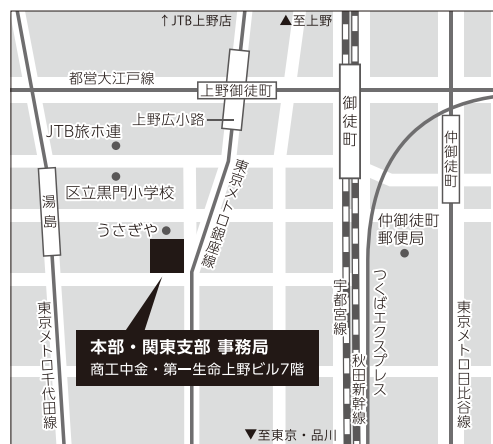 ↑JTB上野店
▲至上野
都営大江戸線
上野御徒町
御徒町
上野広小路
JTB旅ホ連
仲御徒町
区立黒門小学校
湯島
東京メトロ銀座線
うさぎや
仲御徒町
郵便局
宇都宮線
つくばエクスプレス
東京メトロ千代田線
東京メトロ日比谷線
秋田新幹線
本部・関東支部 事務局
商工中金・第一生命上野ビル7階
▼至東京・品川